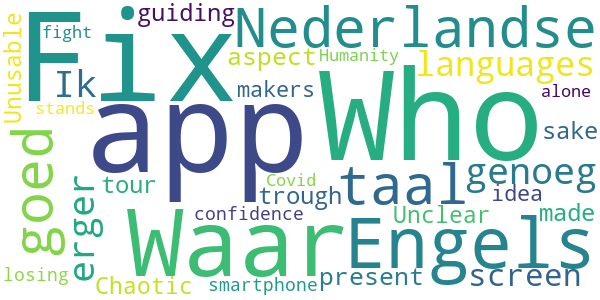 Fix
guiding
Nederlandse
fight
Unusable
Ik
aspect
Humanity
languages
stands
app
Who
makers
alone
sake
goed
erger
tour
Covid
trough
taal
genoeg
idea
confidence
Waar
Unclear
made
Engels
losing
Chaotic
smartphone
present
screen